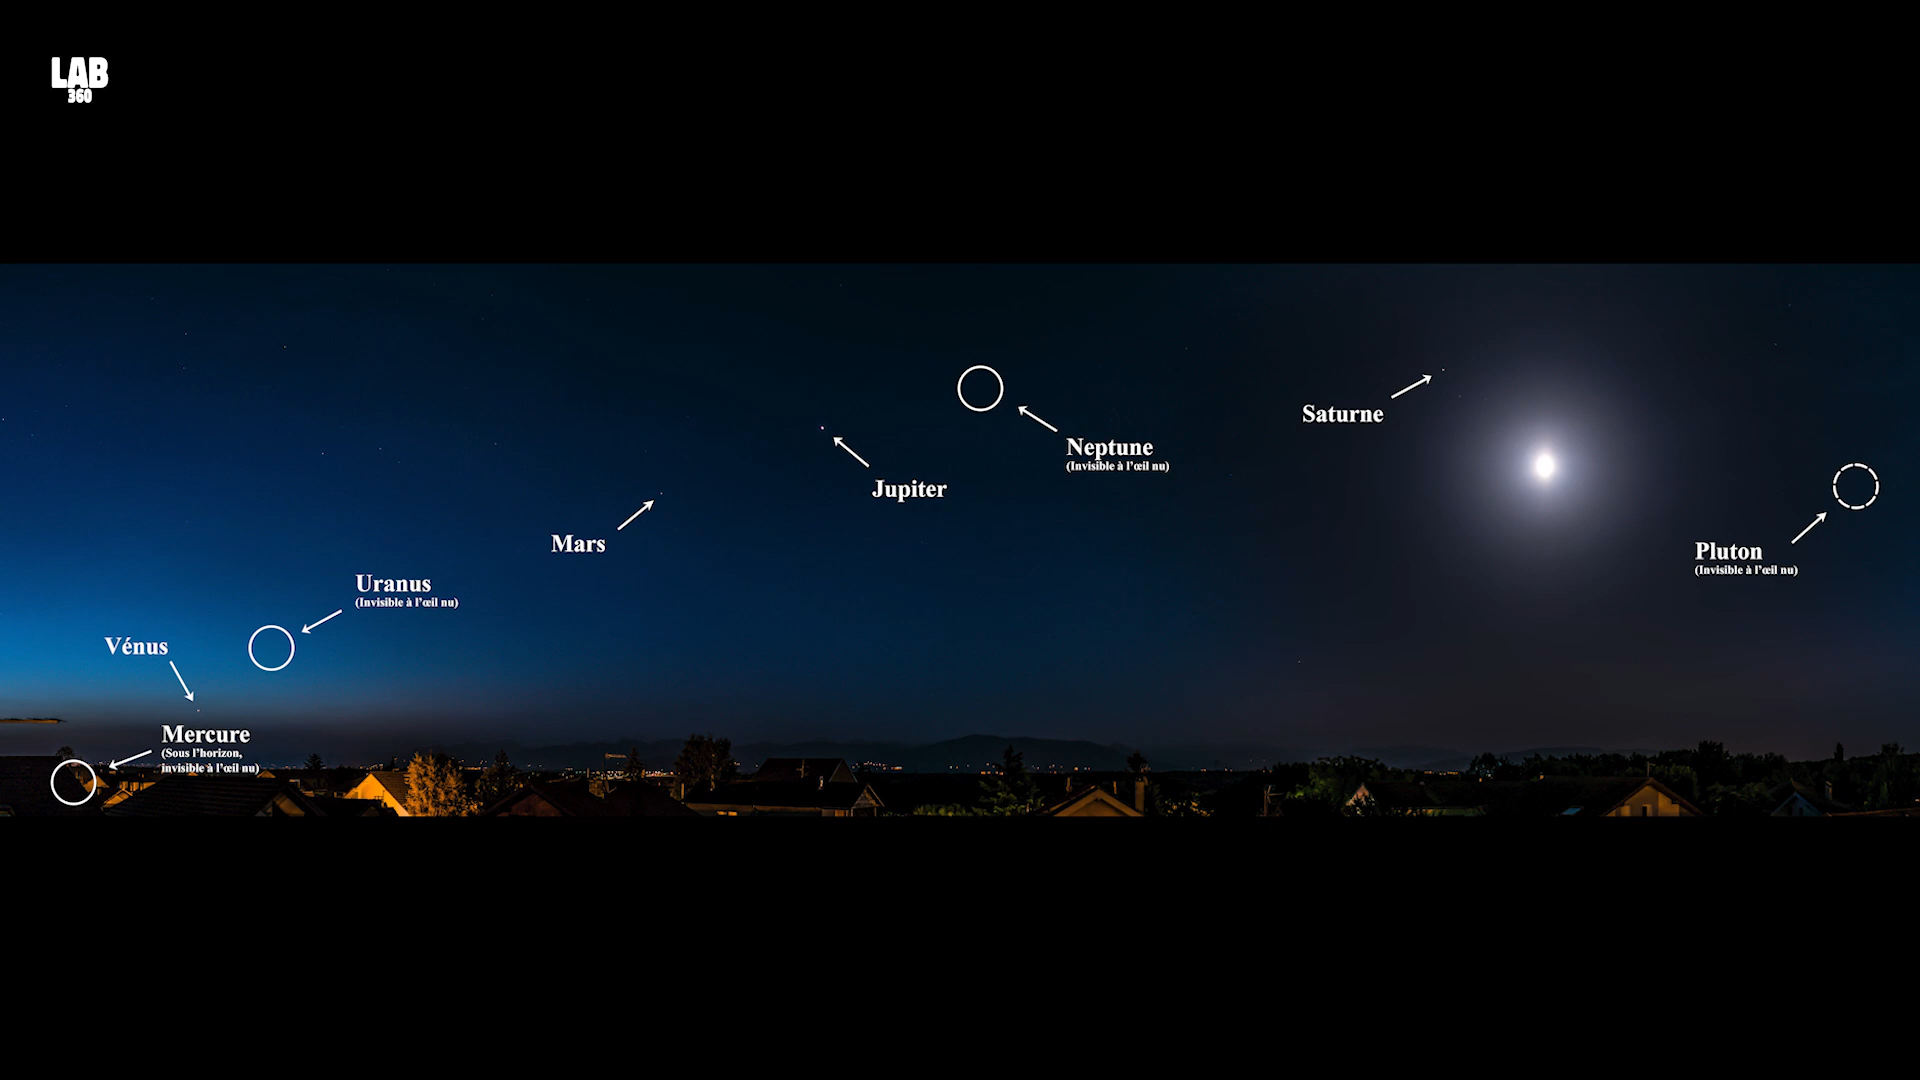 LAB
360
Saturne
Neptune
(Invisible à l'œil nu)
Jupiter
Mars
Pluton
(Invisible à l'œil nu)
Uranus
(Invisible à l'œil nu)
Vénus
Mercure
(Sous l'horizon,
invisible à l'œil nu)